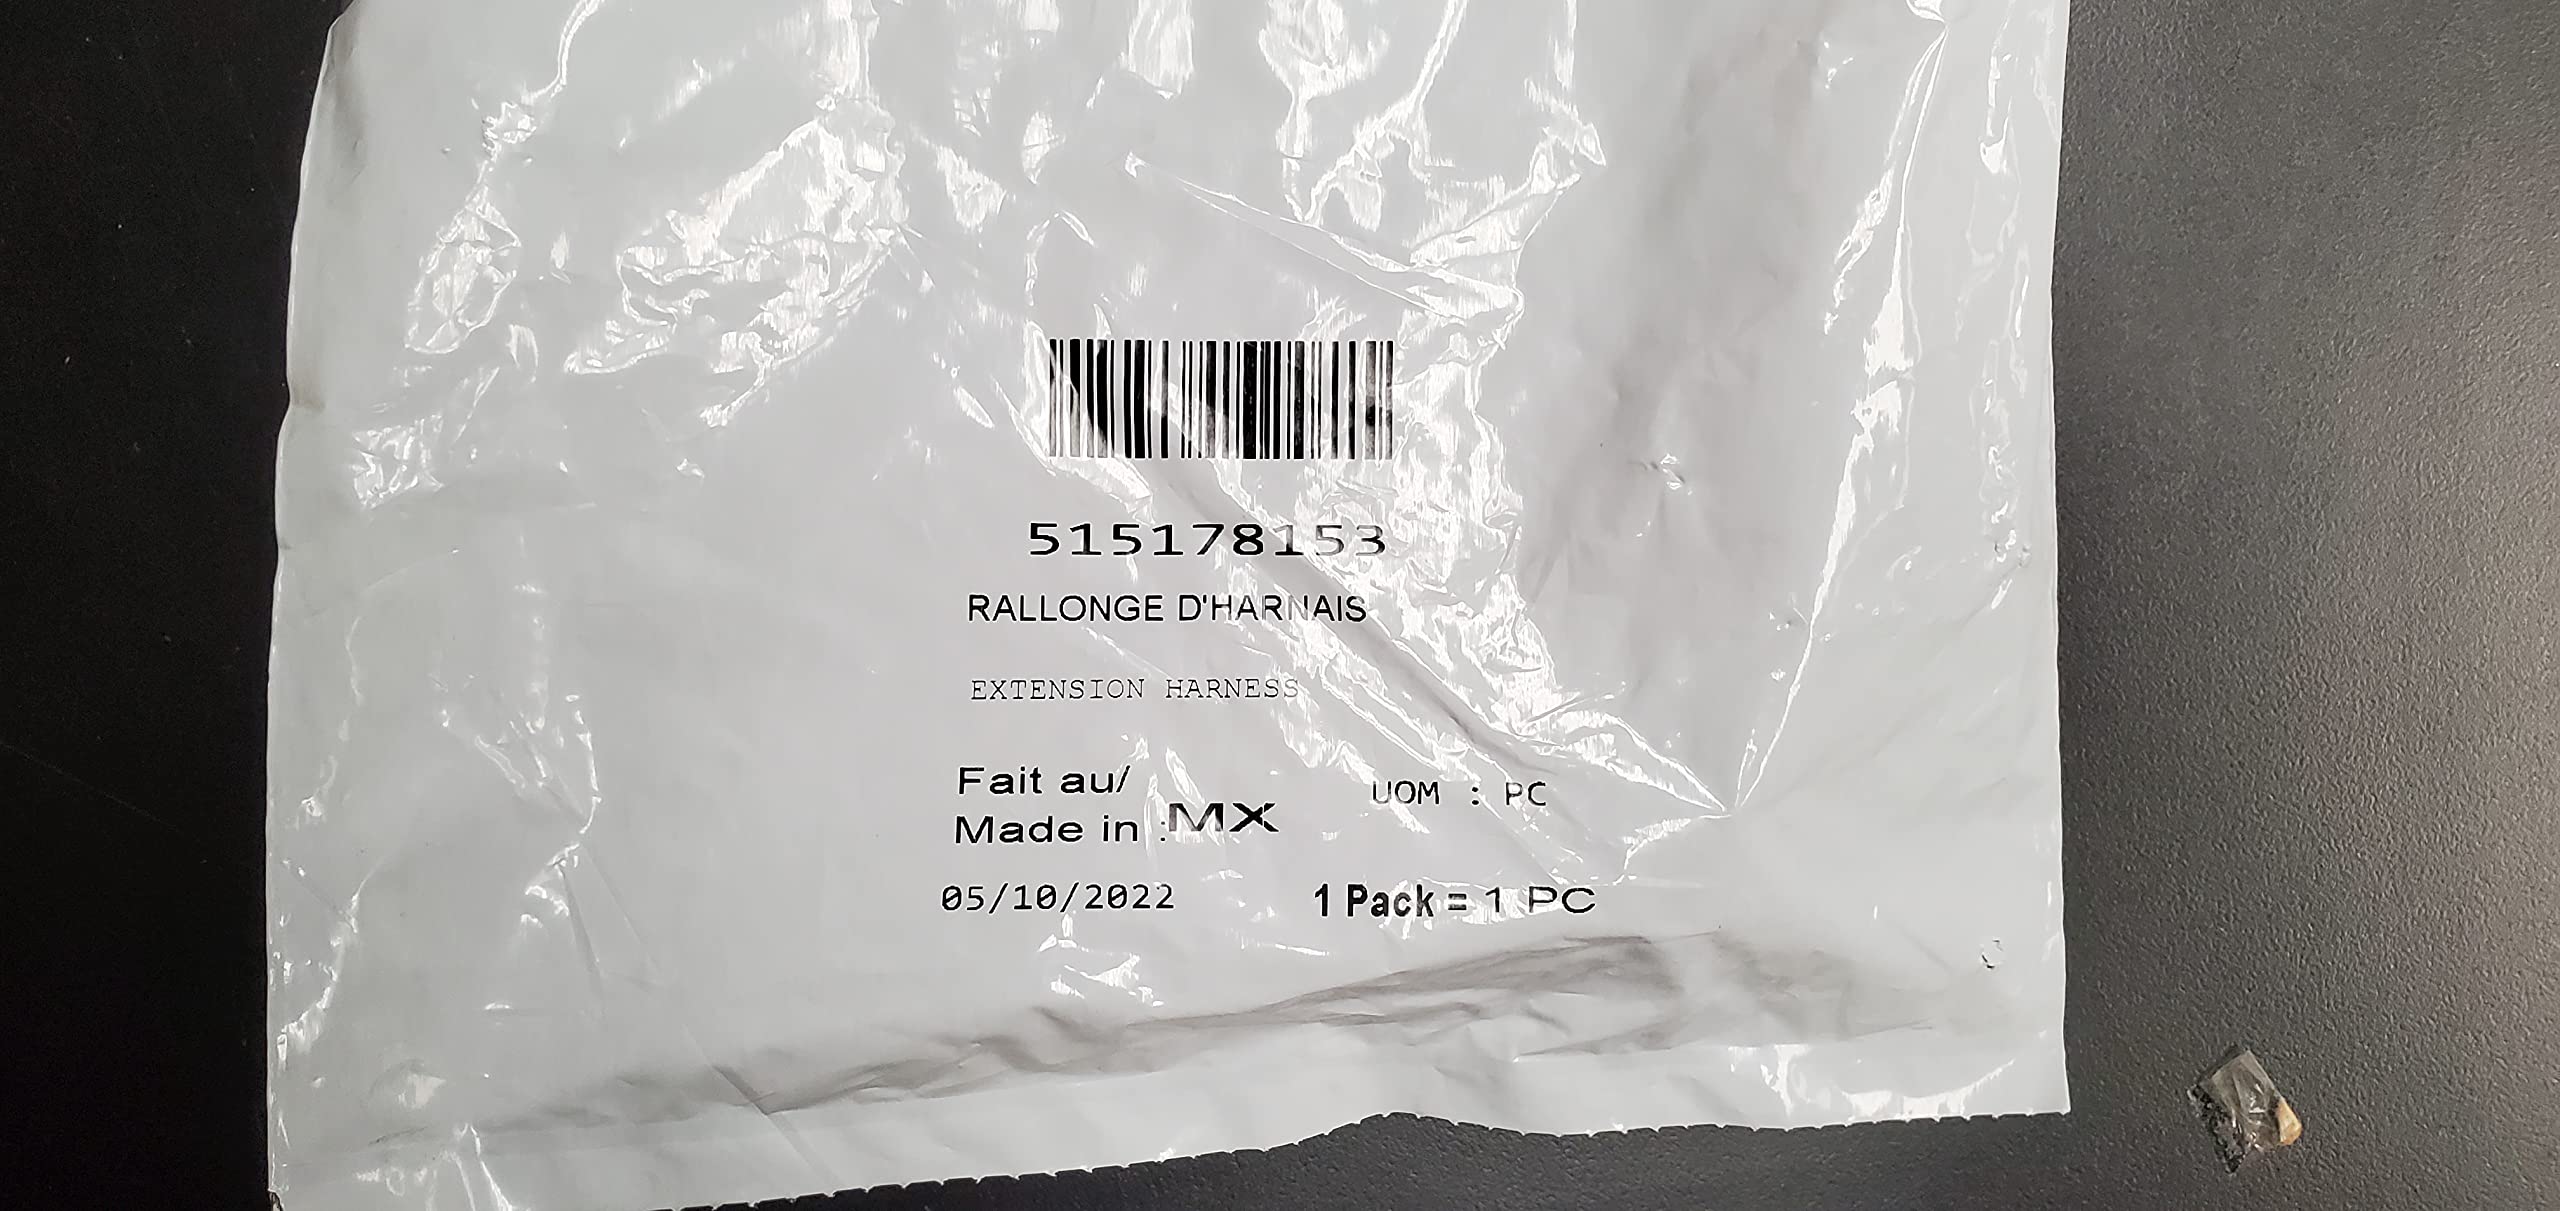 515178153
RALLONGE D'HARNAIS
EXTENSION HARNESS
Fait au/
Made in : MX
UOM : PC
05/10/2022
1 Pack = 1 PC